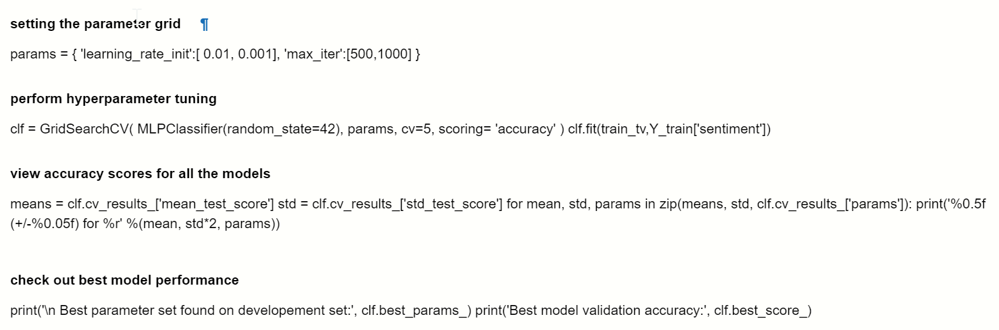 setting the parameter grid ¶
params = { 'learning_rate_init':[ 0.01, 0.001], 'max_iter':[500,1000] }
perform hyperparameter tuning
clf = GridSearchCV( MLPClassifier(random_state=42), params, cv=5, scoring= 'accuracy' ) clf.fit(train_tv,Y_train['sentiment'])
view accuracy scores for all the models
means = clf.cv_results_['mean_test_score'] std = clf.cv_results_['std_test_score'] for mean, std, params in zip(means, std, clf.cv_results_['params']): print('%0.5f
(+/-%0.05f) for %r' %(mean, std*2, params))
check out best model performance
print('\n Best parameter set found on developement set:', clf.best_params_) print('Best model validation accuracy:', clf.best_score_)